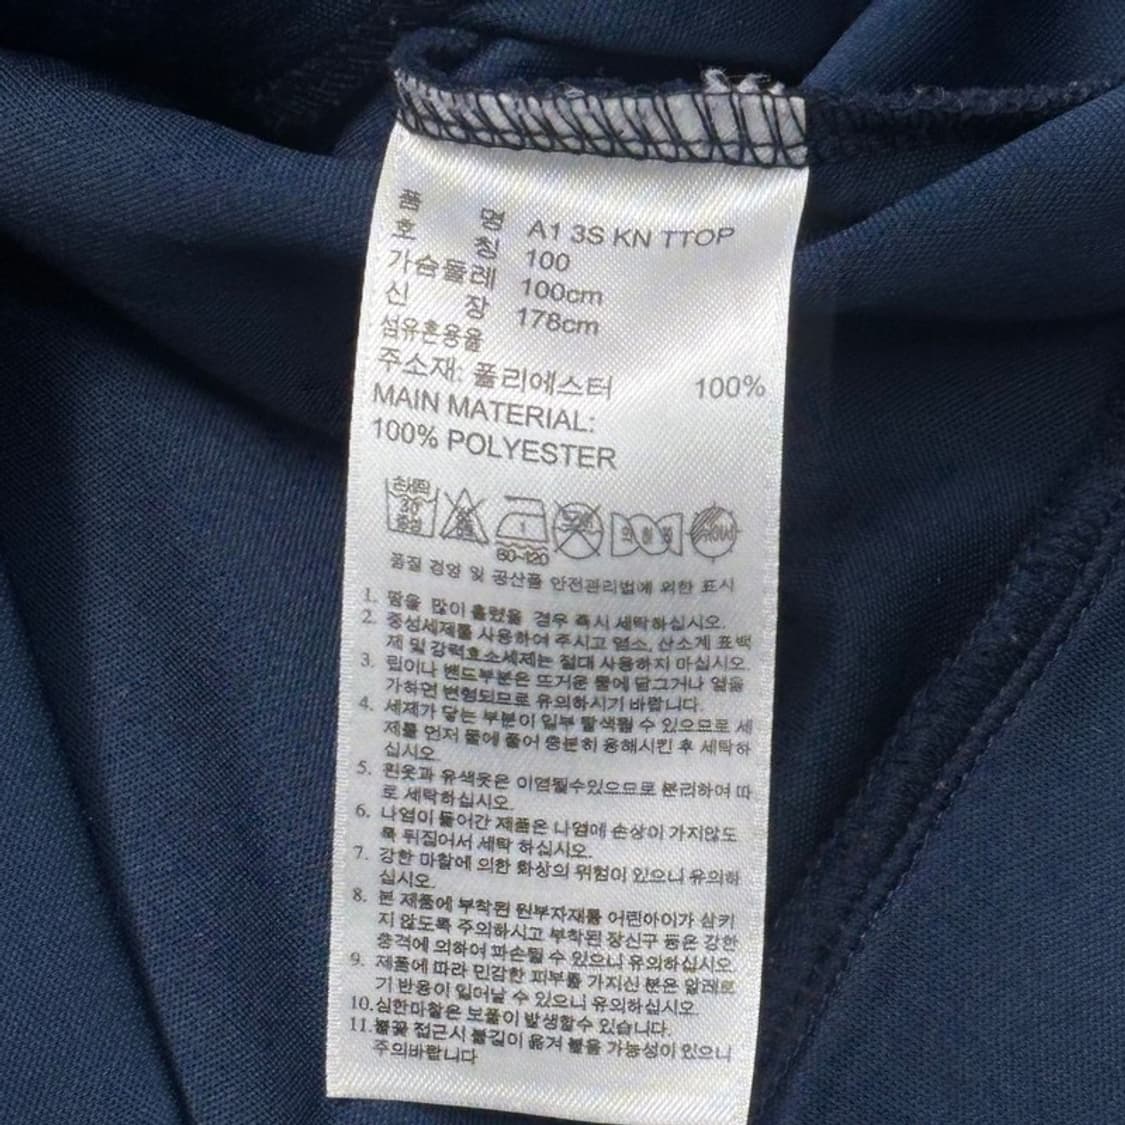 품 명 A1 3S KN TTOP
호 칭 100
가슴둘레 100cm
신 장 178cm
섬유혼용율
주소재: 폴리에스터 100%
MAIN MATERIAL:
100% POLYESTER
손세탁
30
중성
1
80~120
품질 경영 및 공산품 안전관리법에 의한 표시
1. 땀을 많이 흘렸을 경우 즉시 세탁하십시오.
2. 중성세제를 사용하여 주시고 염소, 산소계 표백
제 및 강력효소세제는 절대 사용하지 마십시오.
3. 립이나 밴드부분은 뜨거운 물에 담그거나 열을
가하면 변형되므로 유의하시기 바랍니다.
4. 세제가 닿는 부분이 일부 탈색될 수 있으므로 세
제를 먼저 물에 풀어 충분히 용해시킨 후 세탁하
십시오.
5. 흰옷과 유색옷은 이염될수있으므로 분리하여 따
로 세탁하십시오.
6. 나염이 들어간 제품은 나염에 손상이 가지않도
록 뒤집어서 세탁 하십시오.
7. 강한 마찰에 의한 화상의 위험이 있으니 유의하
십시오.
8. 본 제품에 부착된 원부자재를 어린아이가 삼키
지 않도록 주의하시고 부착된 장신구 등은 강한
충격에 의하여 파손될 수 있으니 유의하십시오.
9. 제품에 따라 민감한 피부를 가지신 분은 알레르
기 반응이 일어날 수 있으니 유의하십시오.
10.심한마찰은 보풀이 발생할수 있습니다.
11.불꽃 접근시 불길이 옮겨 붙을 가능성이 있으니
주의바랍니다